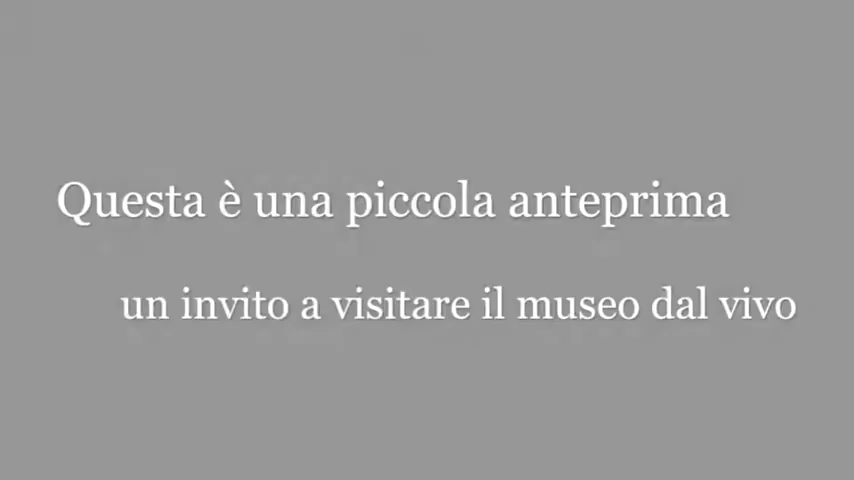 Questa è una piccola anteprima
un invito a visitare il museo dal vivo